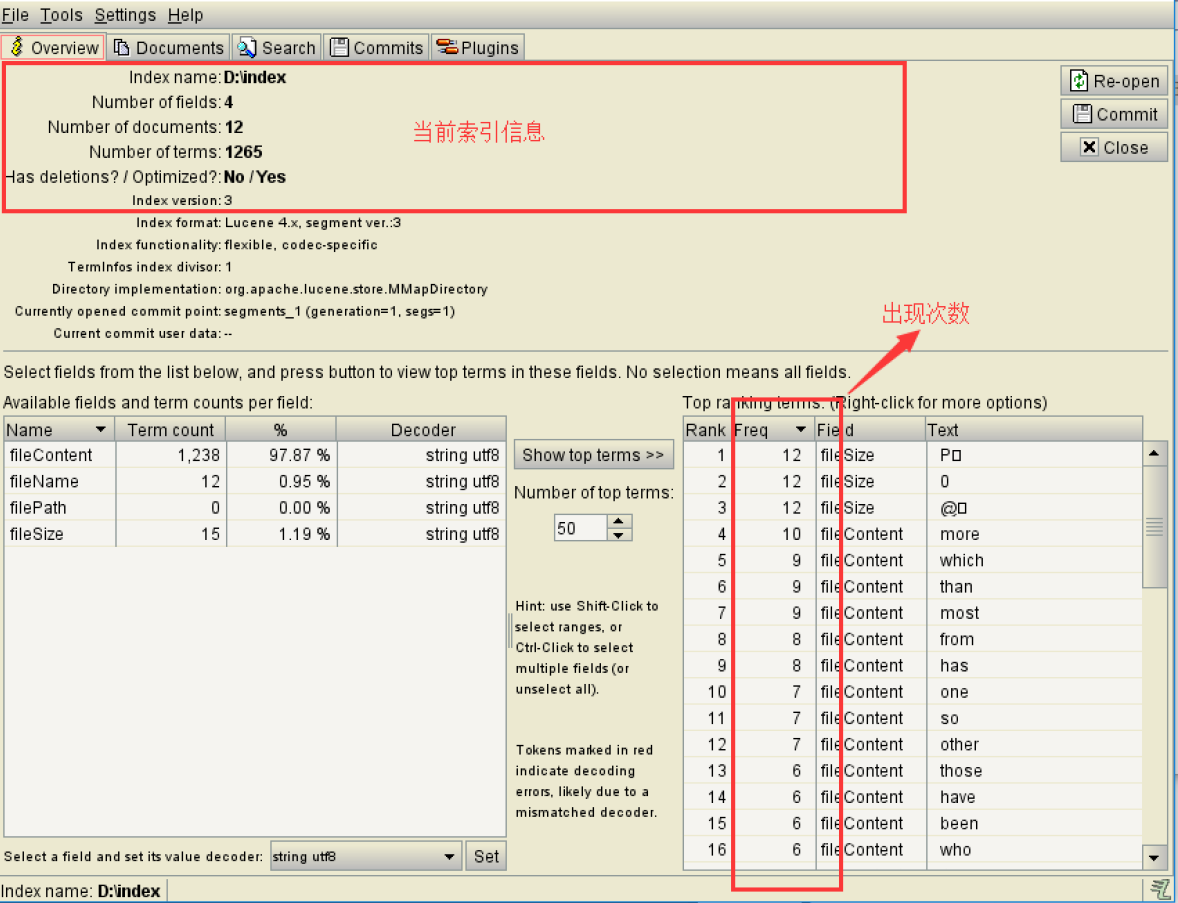 File Tools Settings Help
Overview Documents Search Commits Plugins
Index name: D:\index
Number of fields: 4
Number of documents: 12
Number of terms: 1265
Has deletions? / Optimized?: No / Yes
Index version: 3
Index format: Lucene 4.x, segment ver.:3
Index functionality: flexible, codec-specific
TermInfos index divisor: 1
Directory implementation: org.apache.lucene.store.MMapDirectory
Currently opened commit point: segments_1 (generation=1, segs=1)
Current commit user data: --
当前索引信息
Re-open
Commit
Close
出现次数
Select fields from the list below, and press button to view top terms in these fields. No selection means all fields.
Available fields and term counts per field:
Name Term count % Decoder
fileContent 1,238 97.87 % string utf8
fileName 12 0.95 % string utf8
filePath 0 0.00 % string utf8
fileSize 15 1.19 % string utf8
Show top terms >>
Number of top terms:
50
Hint: use Shift-Click to
select ranges, or
Ctrl-Click to select
multiple fields (or
unselect all).
Tokens marked in red
indicate decoding
errors, likely due to a
mismatched decoder.
Top ranking terms. (Right-click for more options)
Rank Freq Field Text
1 12 fileSize P□
2 12 fileSize 0
3 12 fileSize @□
4 10 fileContent more
5 9 fileContent which
6 9 fileContent than
7 9 fileContent most
8 8 fileContent from
9 8 fileContent has
10 7 fileContent one
11 7 fileContent so
12 7 fileContent other
13 6 fileContent those
14 6 fileContent have
15 6 fileContent been
16 6 fileContent who
Select a field and set its value decoder: string utf8 Set
Index name: D:\index